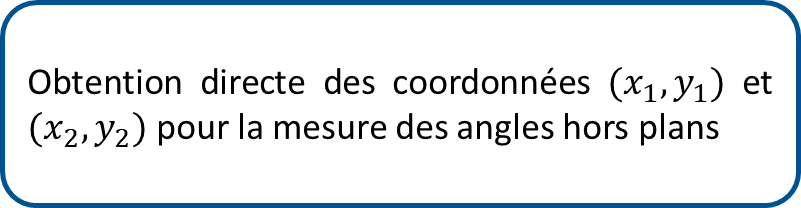 Obtention directe des coordonnées (𝑥₁, 𝑦₁) et
(𝑥₂, 𝑦₂) pour la mesure des angles hors plans